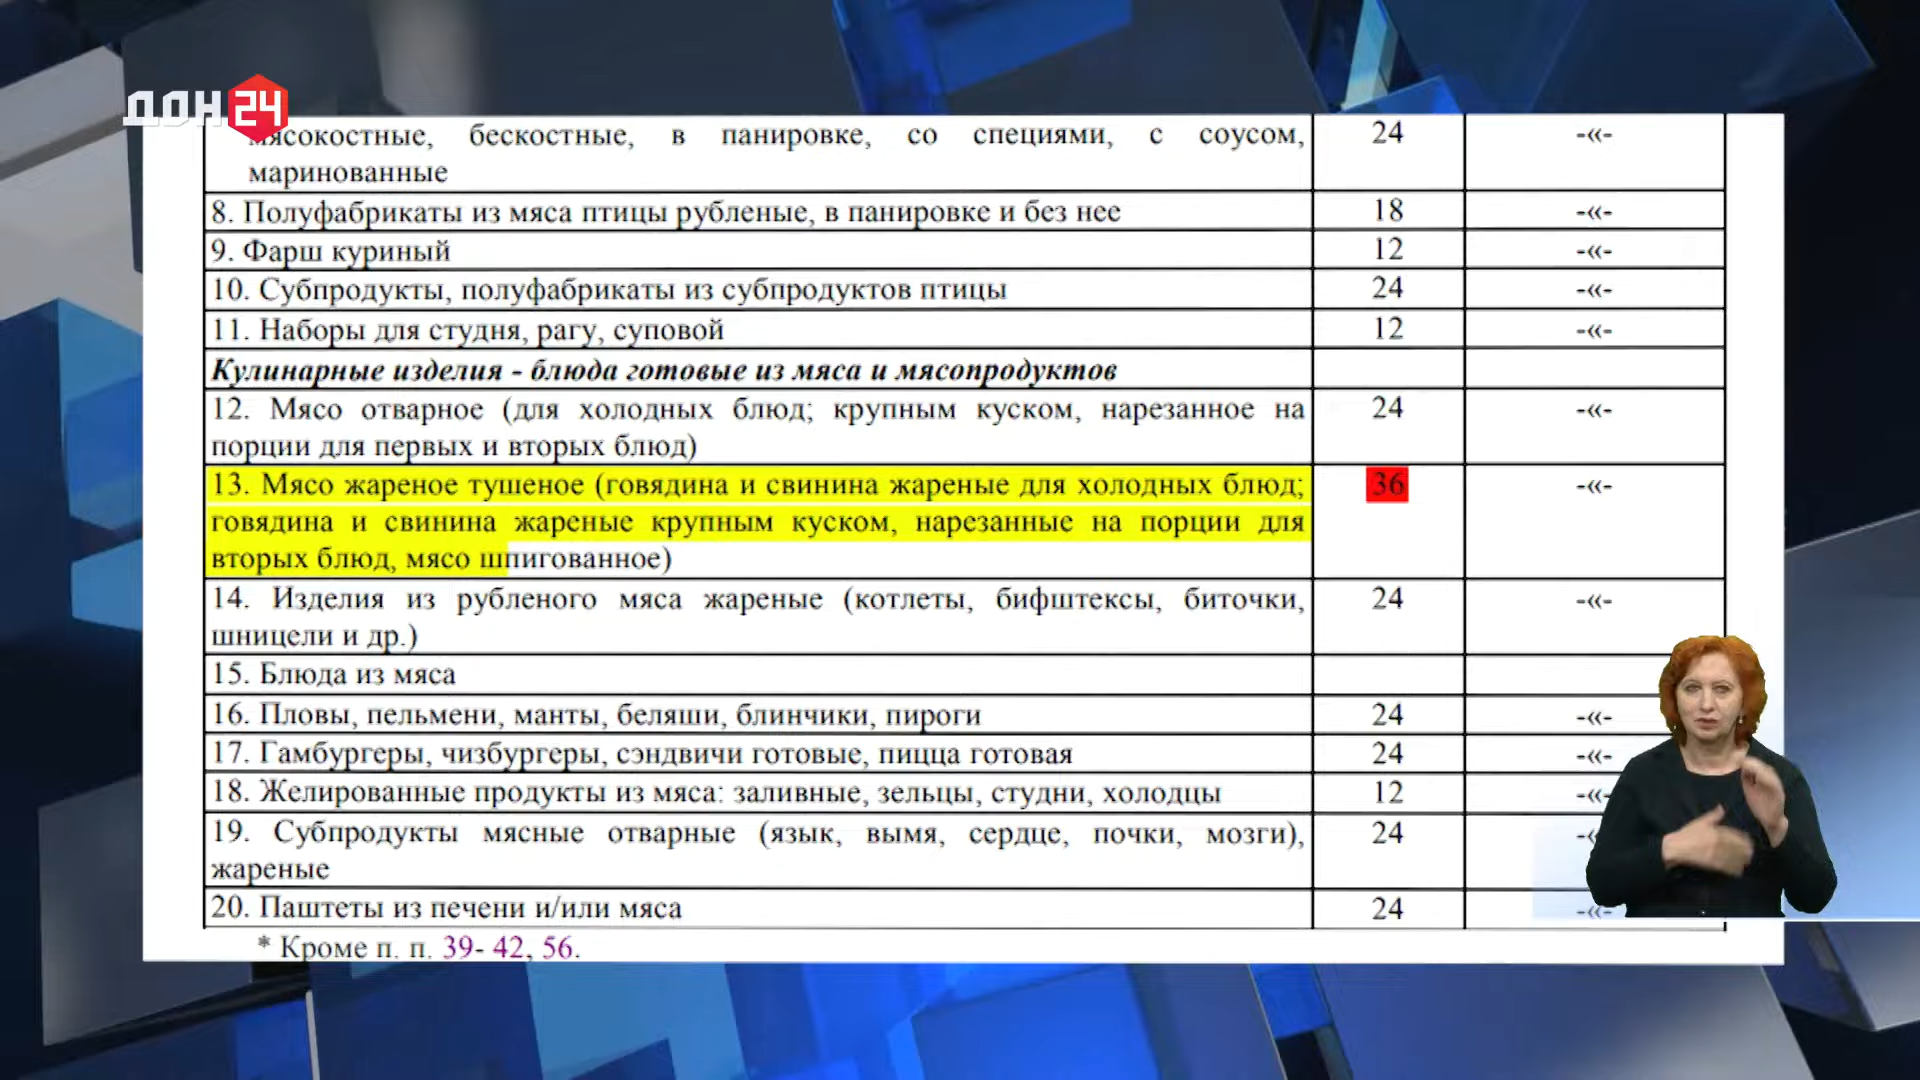 ДОН 24
мясокостные, бескостные, в панировке, со специями, с соусом, 24 -«-
маринованные
8. Полуфабрикаты из мяса птицы рубленые, в панировке и без нее 18 -«-
9. Фарш куриный 12 -«-
10. Субпродукты, полуфабрикаты из субпродуктов птицы 24 -«-
11. Наборы для студня, рагу, суповой 12 -«-
Кулинарные изделия - блюда готовые из мяса и мясопродуктов
12. Мясо отварное (для холодных блюд; крупным куском, нарезанное на 24 -«-
порции для первых и вторых блюд)
13. Мясо жареное тушеное (говядина и свинина жареные для холодных блюд; 36 -«-
говядина и свинина жареные крупным куском, нарезанные на порции для
вторых блюд, мясо шпигованное)
14. Изделия из рубленого мяса жареные (котлеты, бифштексы, биточки, 24 -«-
шницели и др.)
15. Блюда из мяса
16. Пловы, пельмени, манты, беляши, блинчики, пироги 24 -«-
17. Гамбургеры, чизбургеры, сэндвичи готовые, пицца готовая 24 -«-
18. Желированные продукты из мяса: заливные, зельцы, студни, холодцы 12 -«-
19. Субпродукты мясные отварные (язык, вымя, сердце, почки, мозги), 24 -«
жареные
20. Паштеты из печени и/или мяса 24 -«-
* Кроме п. п. 39- 42, 56.